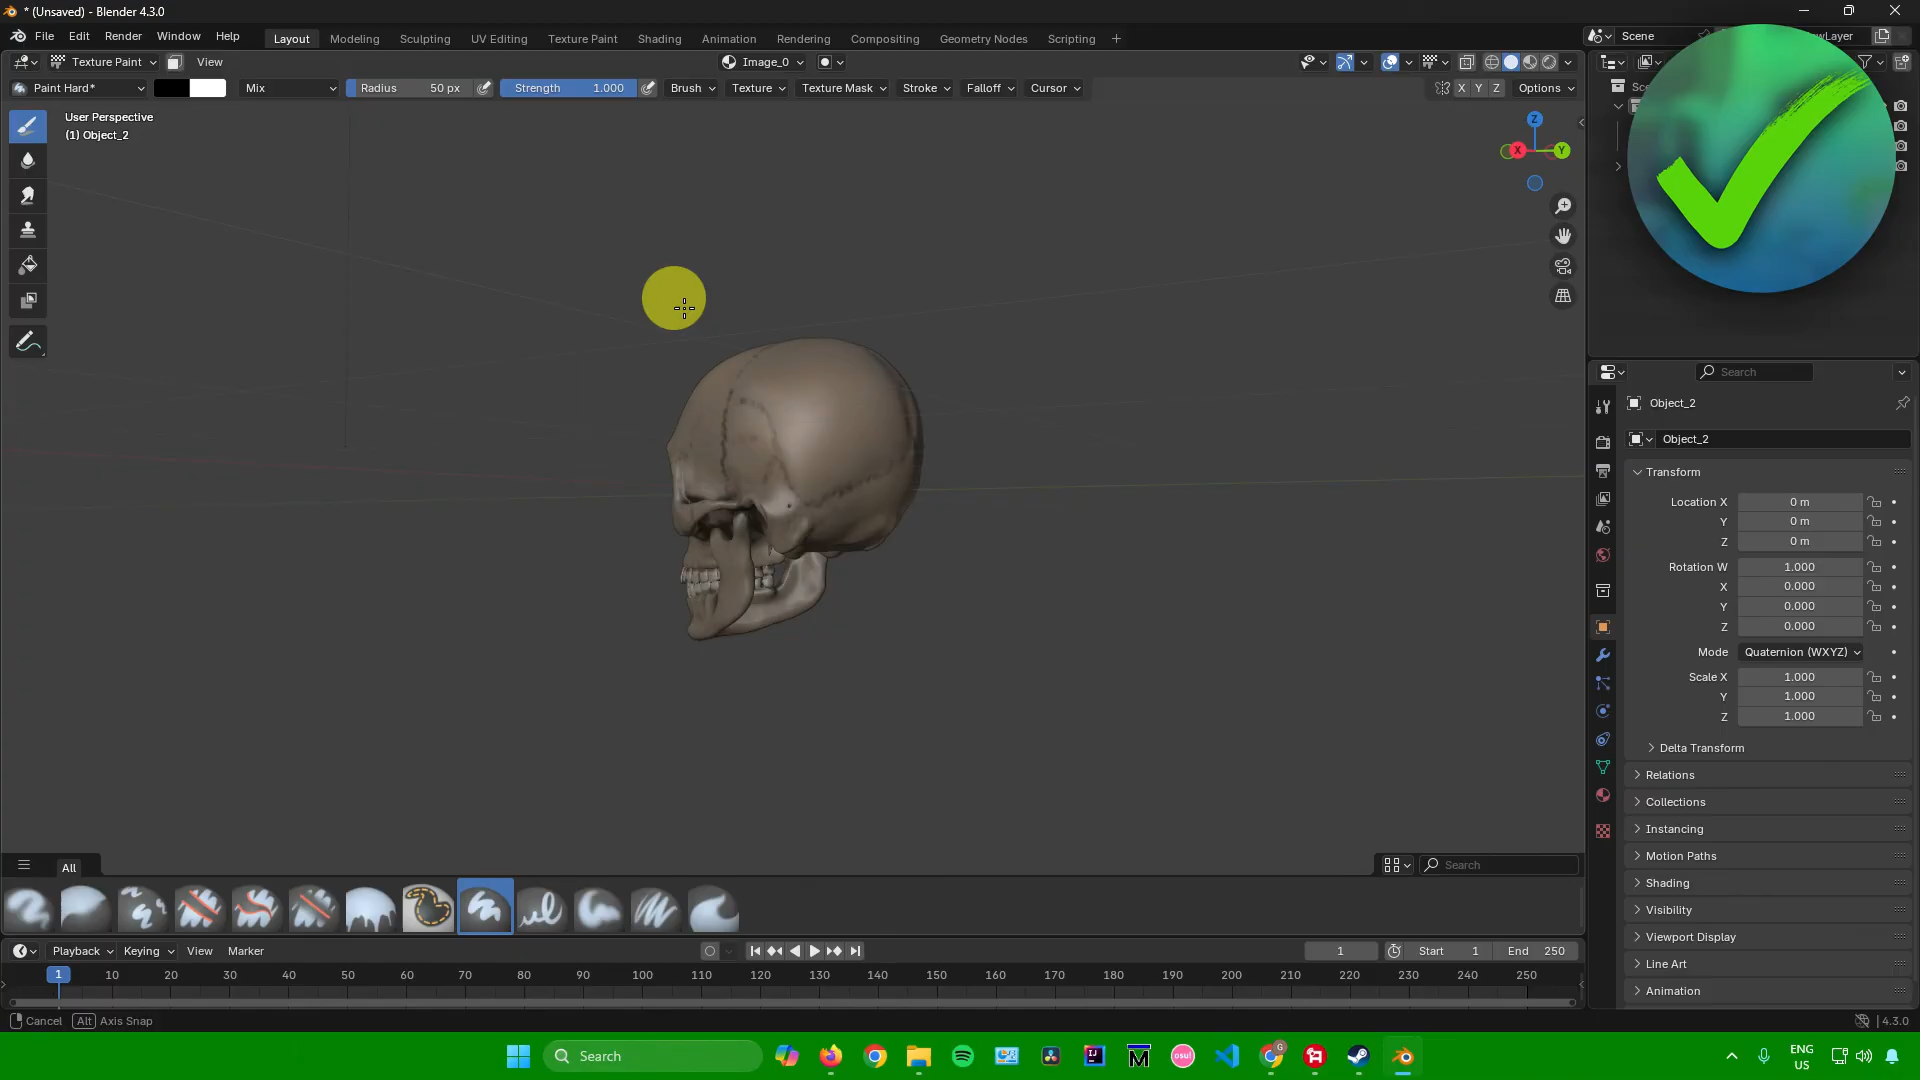 * (Unsaved) - Blender 4.3.0
File Edit Render Window Help
Layout Modeling Sculpting UV Editing Texture Paint Shading Animation Rendering Compositing Geometry Nodes Scripting +
Scene
Texture Paint View
Image_0
Paint Hard* Mix Radius 50 px Strength 1.000 Brush Texture Texture Mask Stroke Falloff Cursor
X Y Z Options
User Perspective
(1) Object_2
Z
X Y
Search
Object_2
Object_2
Transform
Location X 0 m
Y 0 m
Z 0 m
Rotation W 1.000
X 0.000
Y 0.000
Z 0.000
Mode Quaternion (WXYZ)
Scale X 1.000
Y 1.000
Z 1.000
Delta Transform
Relations
Collections
Instancing
Motion Paths
Shading
Visibility
Viewport Display
Line Art
Animation
All
Search
Playback Keying View Marker
1 Start 1 End 250
1 10 20 30 40 50 60 70 80 90 100 110 120 130 140 150 160 170 180 190 200 210 220 230 240 250
Cancel Alt Axis Snap
4.3.0
Search
ENG
US